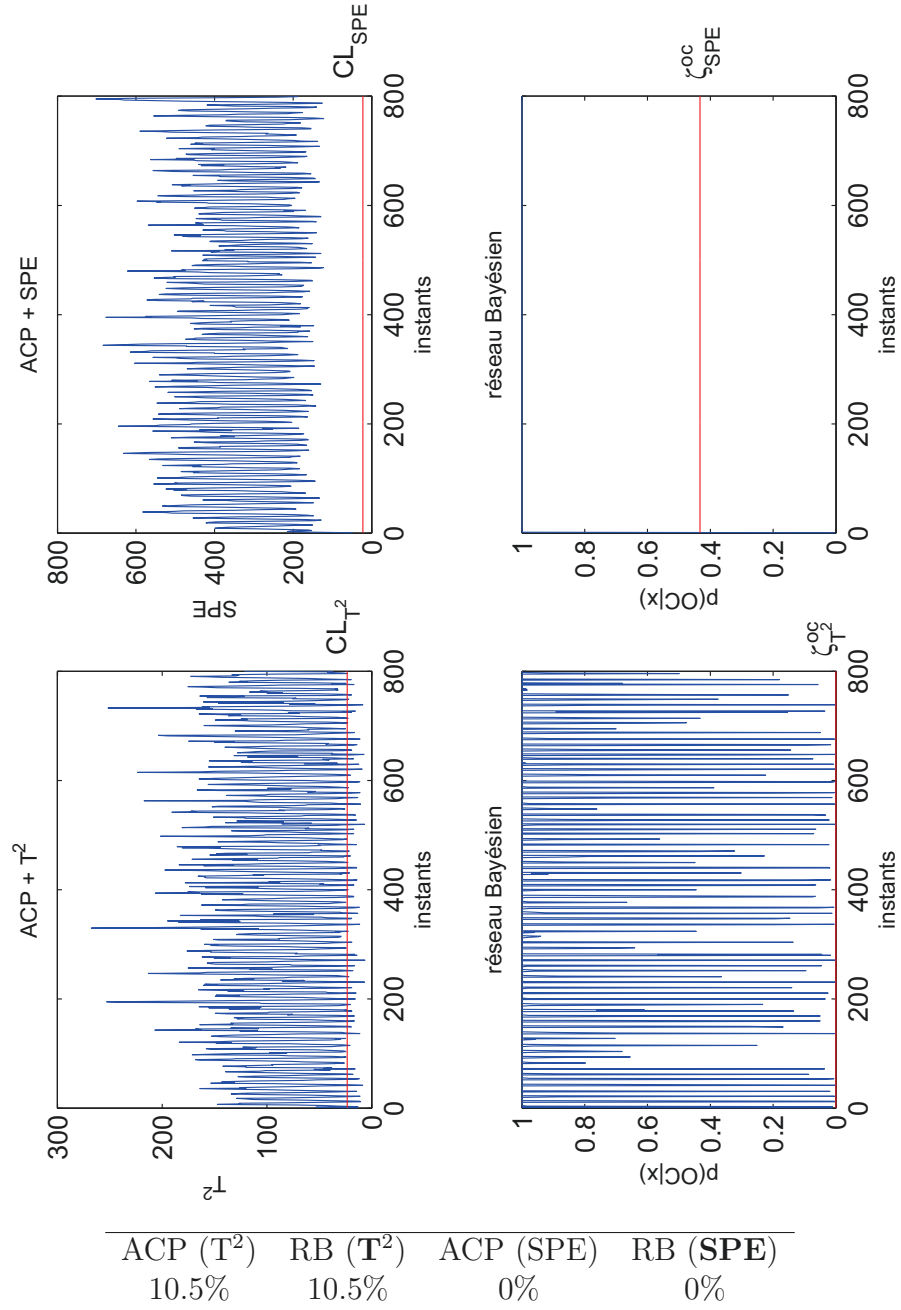 ACP + T²
300
200
100
0
T²
0
200
400
600
800
instants
CL_T²
ACP + SPE
800
600
400
200
0
SPE
0
200
400
600
800
instants
CL_SPE
réseau Bayésien
1
0.8
0.6
0.4
0.2
0
p(OC|x)
0
200
400
600
800
instants
ζ_T²^oc
réseau Bayésien
1
0.8
0.6
0.4
0.2
0
p(OC|x)
0
200
400
600
800
instants
ζ_SPE^oc
ACP (T²) RB (T²) ACP (SPE) RB (SPE)
10.5% 10.5% 0% 0%